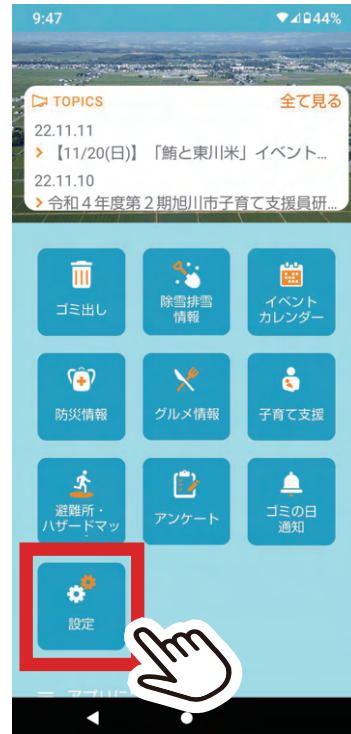 9:47
44%
TOPICS
全て見る
22.11.11
【11/20(日)】「鮪と東川米」イベント...
22.11.10
令和4年度第2期旭川市子育て支援員研...
ゴミ出し
除雪排雪
情報
イベント
カレンダー
防災情報
グルメ情報
子育て支援
避難所・
ハザードマッ
アンケート
ゴミの日
通知
設定